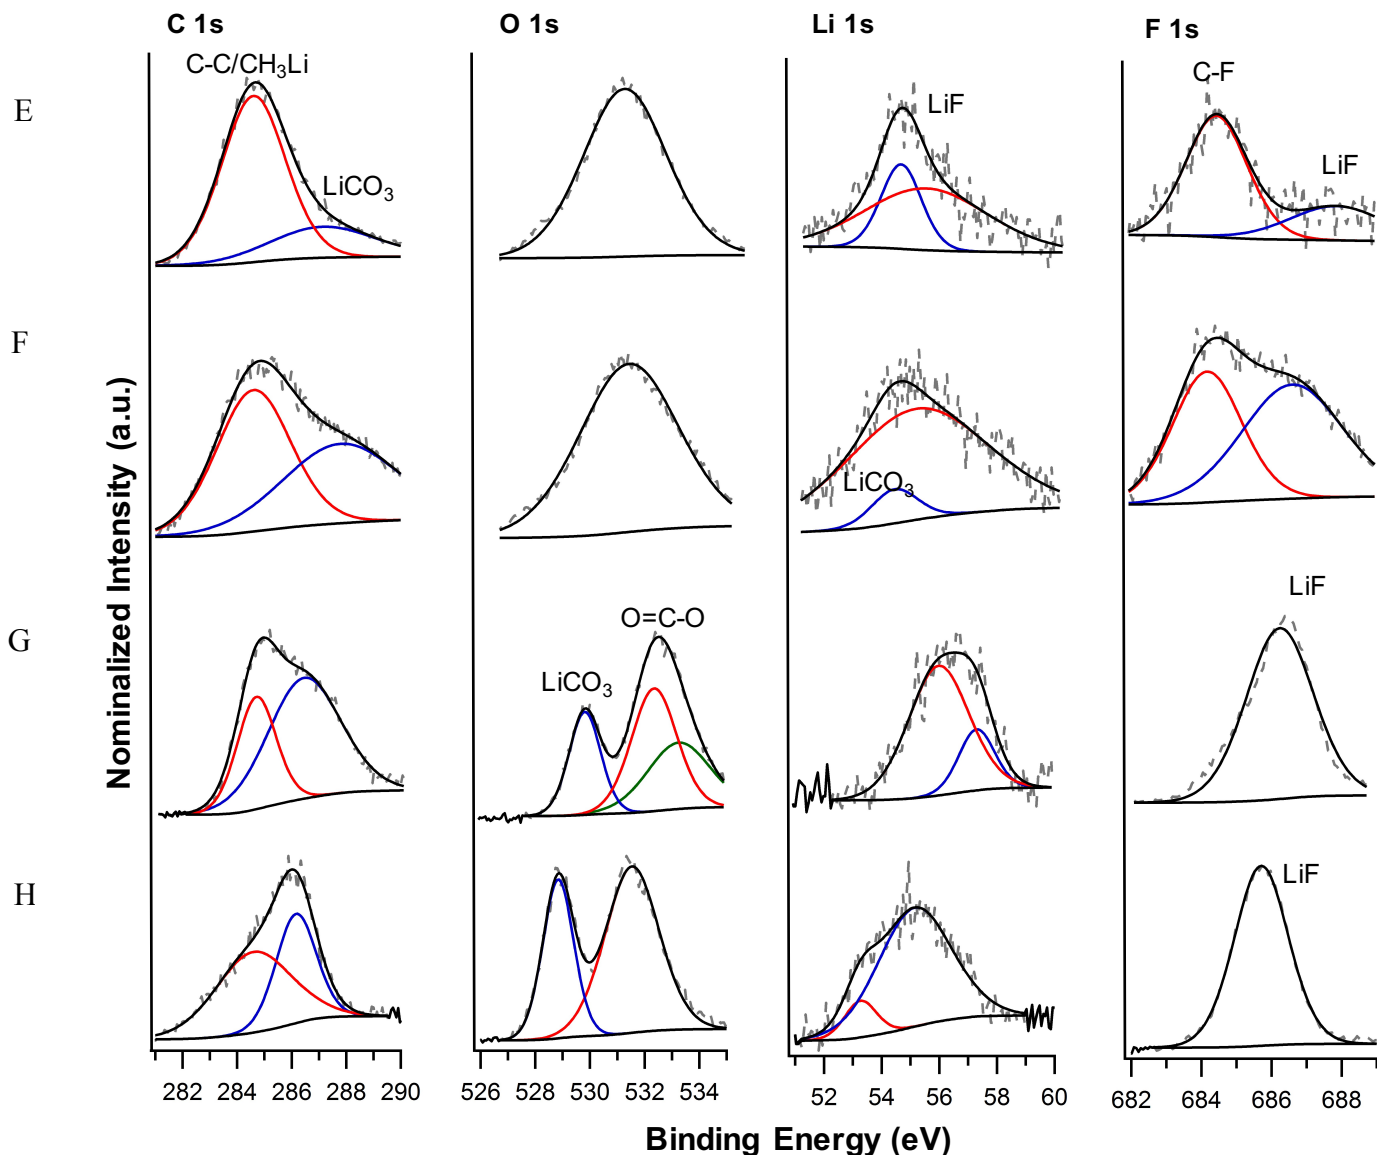 C 1s
O 1s
Li 1s
F 1s
C-C/CH₃Li
LiCO₃
LiF
C-F
LiF
E
F
LiCO₃
G
LiCO₃
O=C-O
LiF
H
LiF
Nominalized Intensity (a.u.)
282 284 286 288 290
526 528 530 532 534
52 54 56 58 60
682 684 686 688
Binding Energy (eV)